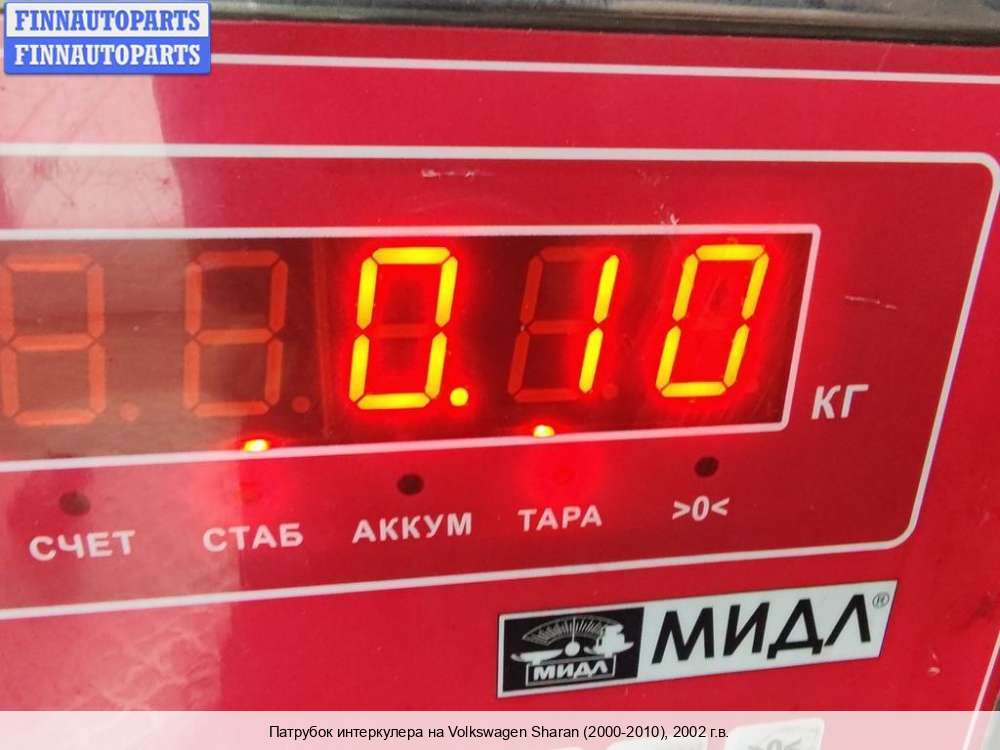 FINNAUTOPARTS
FINNAUTOPARTS
0.10
КГ
СЧЕТ СТАБ АККУМ ТАРА >0<
МИДЛ МИДЛ®
Патрубок интеркулера на Volkswagen Sharan (2000-2010), 2002 г.в.